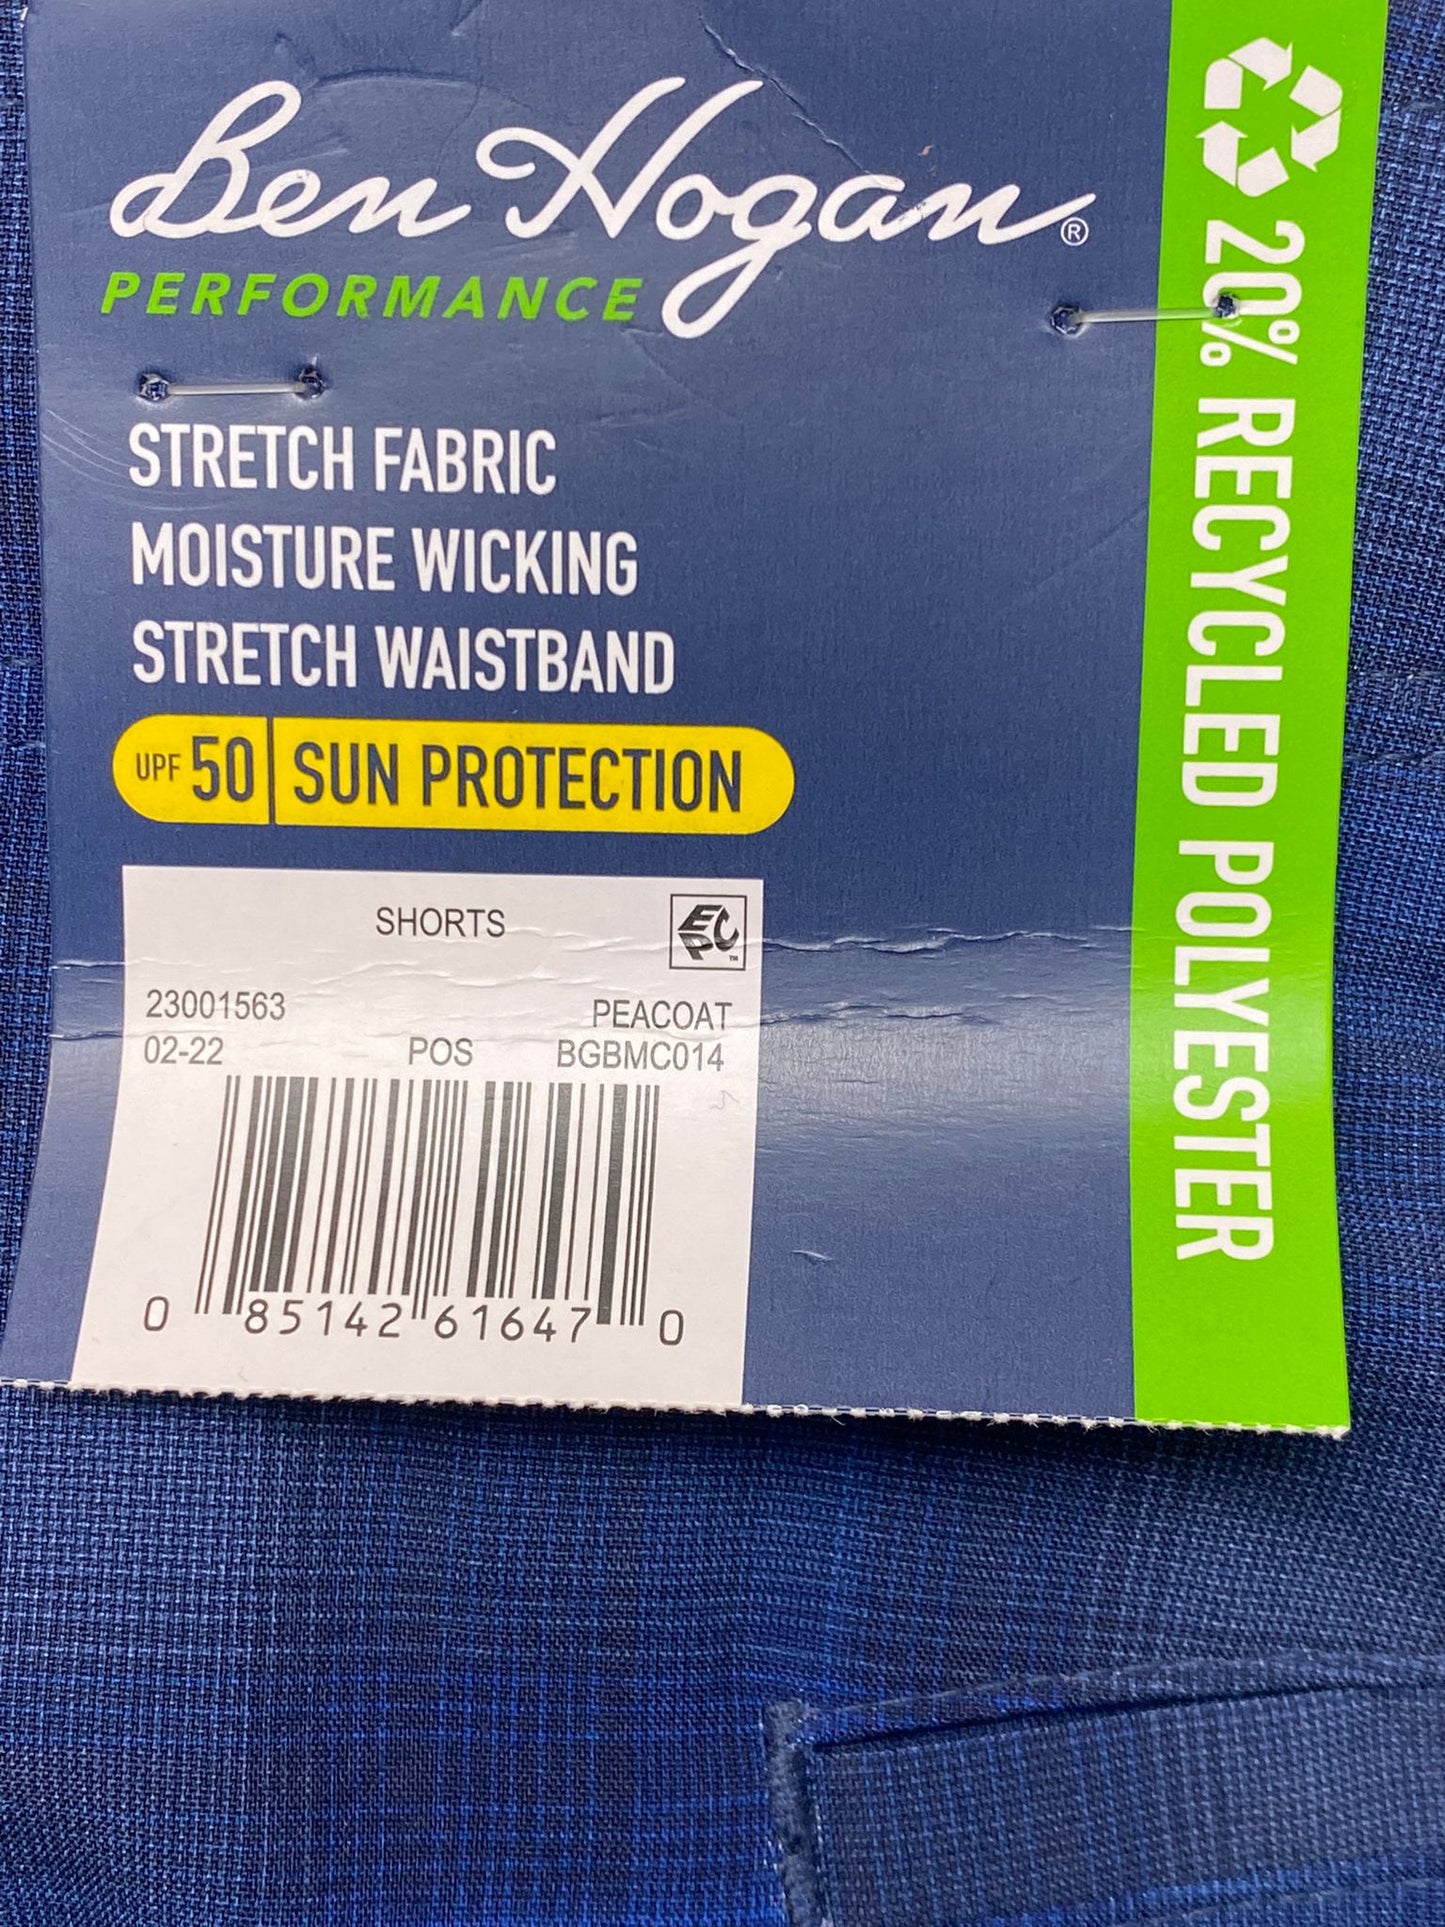 Ben Hogan®
PERFORMANCE
STRETCH FABRIC
MOISTURE WICKING
STRETCH WAISTBAND
UPF 50 SUN PROTECTION
SHORTS
EPC™
23001563 PEACOAT
02-22 POS BGBMC014
0 85142 61647 0
20% RECYCLED POLYESTER